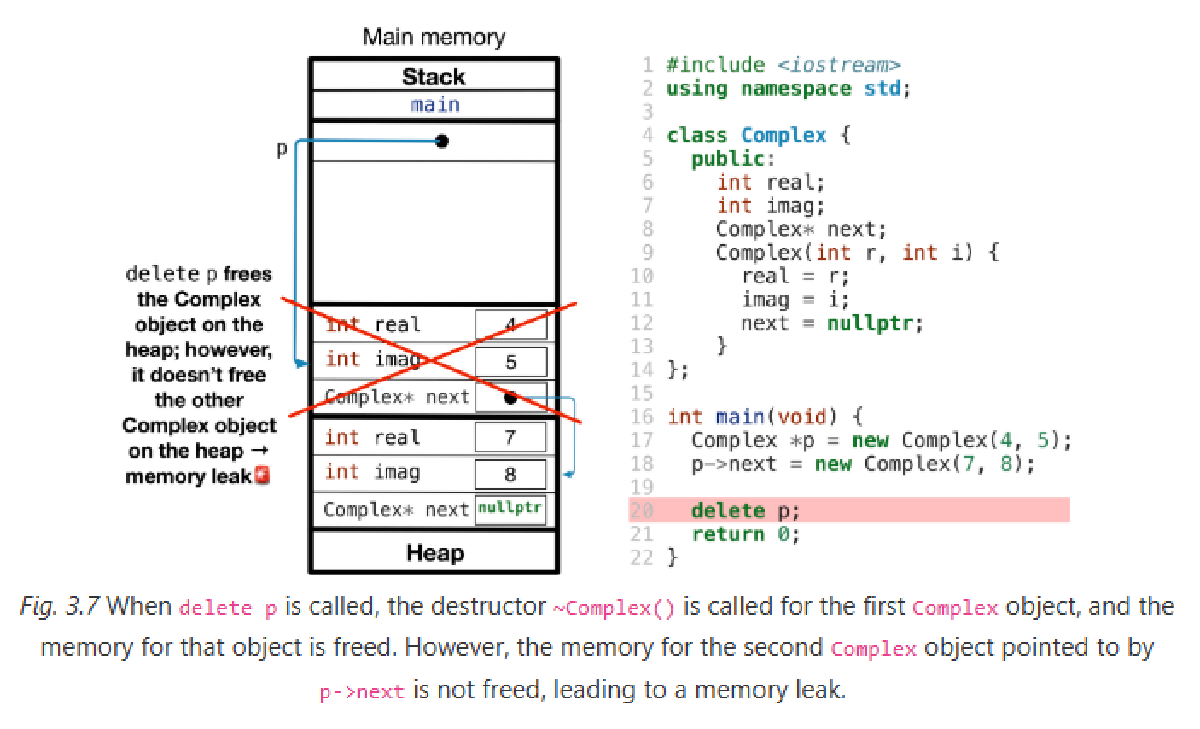 Main memory
Stack
main
p
delete p frees
the Complex
object on the
heap; however,
it doesn't free
the other
Complex object
on the heap →
memory leak🚨
int real 4
int imag 5
Complex* next
int real 7
int imag 8
Complex* next nullptr
Heap
1 #include <iostream>
2 using namespace std;
3
4 class Complex {
5   public:
6     int real;
7     int imag;
8     Complex* next;
9     Complex(int r, int i) {
10       real = r;
11       imag = i;
12       next = nullptr;
13     }
14 };
15
16 int main(void) {
17   Complex *p = new Complex(4, 5);
18   p->next = new Complex(7, 8);
19
20   delete p;
21   return 0;
22 }
Fig. 3.7 When delete p is called, the destructor ~Complex() is called for the first Complex object, and the
memory for that object is freed. However, the memory for the second Complex object pointed to by
p->next is not freed, leading to a memory leak.